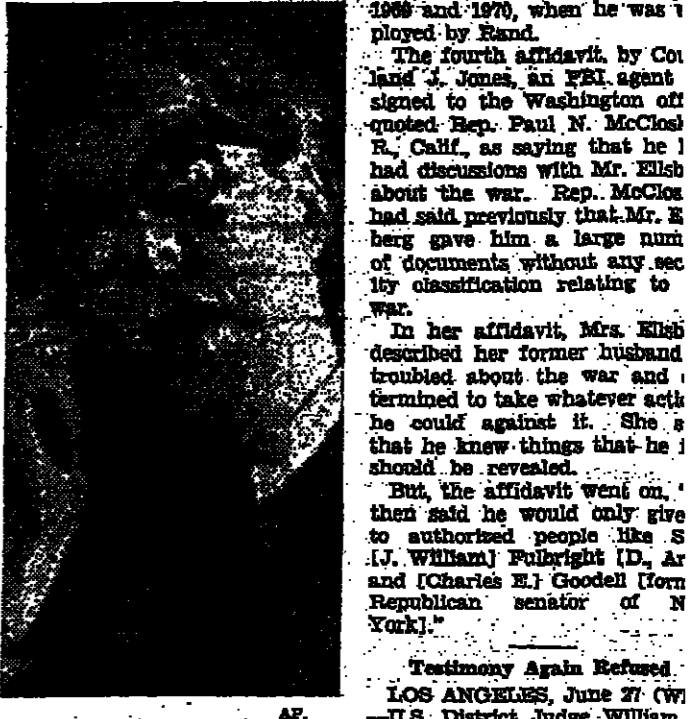 1969 and 1970, when he was
ployed by Rand.
The fourth affidavit, by Cou
land J. Jones, an FBI agent
signed to the Washington off
quoted Rep. Paul N. McClosk
R., Calif., as saying that he
had discussions with Mr. Ellsb
about the war. Rep. McClos
had said previously that Mr. E
berg gave him a large num
of documents without any sec
ity classification relating to
war.
In her affidavit, Mrs. Ellsb
described her former husband
troubled about the war and
termined to take whatever actio
he could against it. She s
that he knew things that he
should be revealed.
But, the affidavit went on, "
then said he would only give
to authorized people like S
[J. William] Fulbright [D., Ar
and [Charles E.] Goodell [form
Republican senator of N
York]."
Testimony Again Refused
LOS ANGELES, June 27 (W
—U.S. District Judge William
AP.